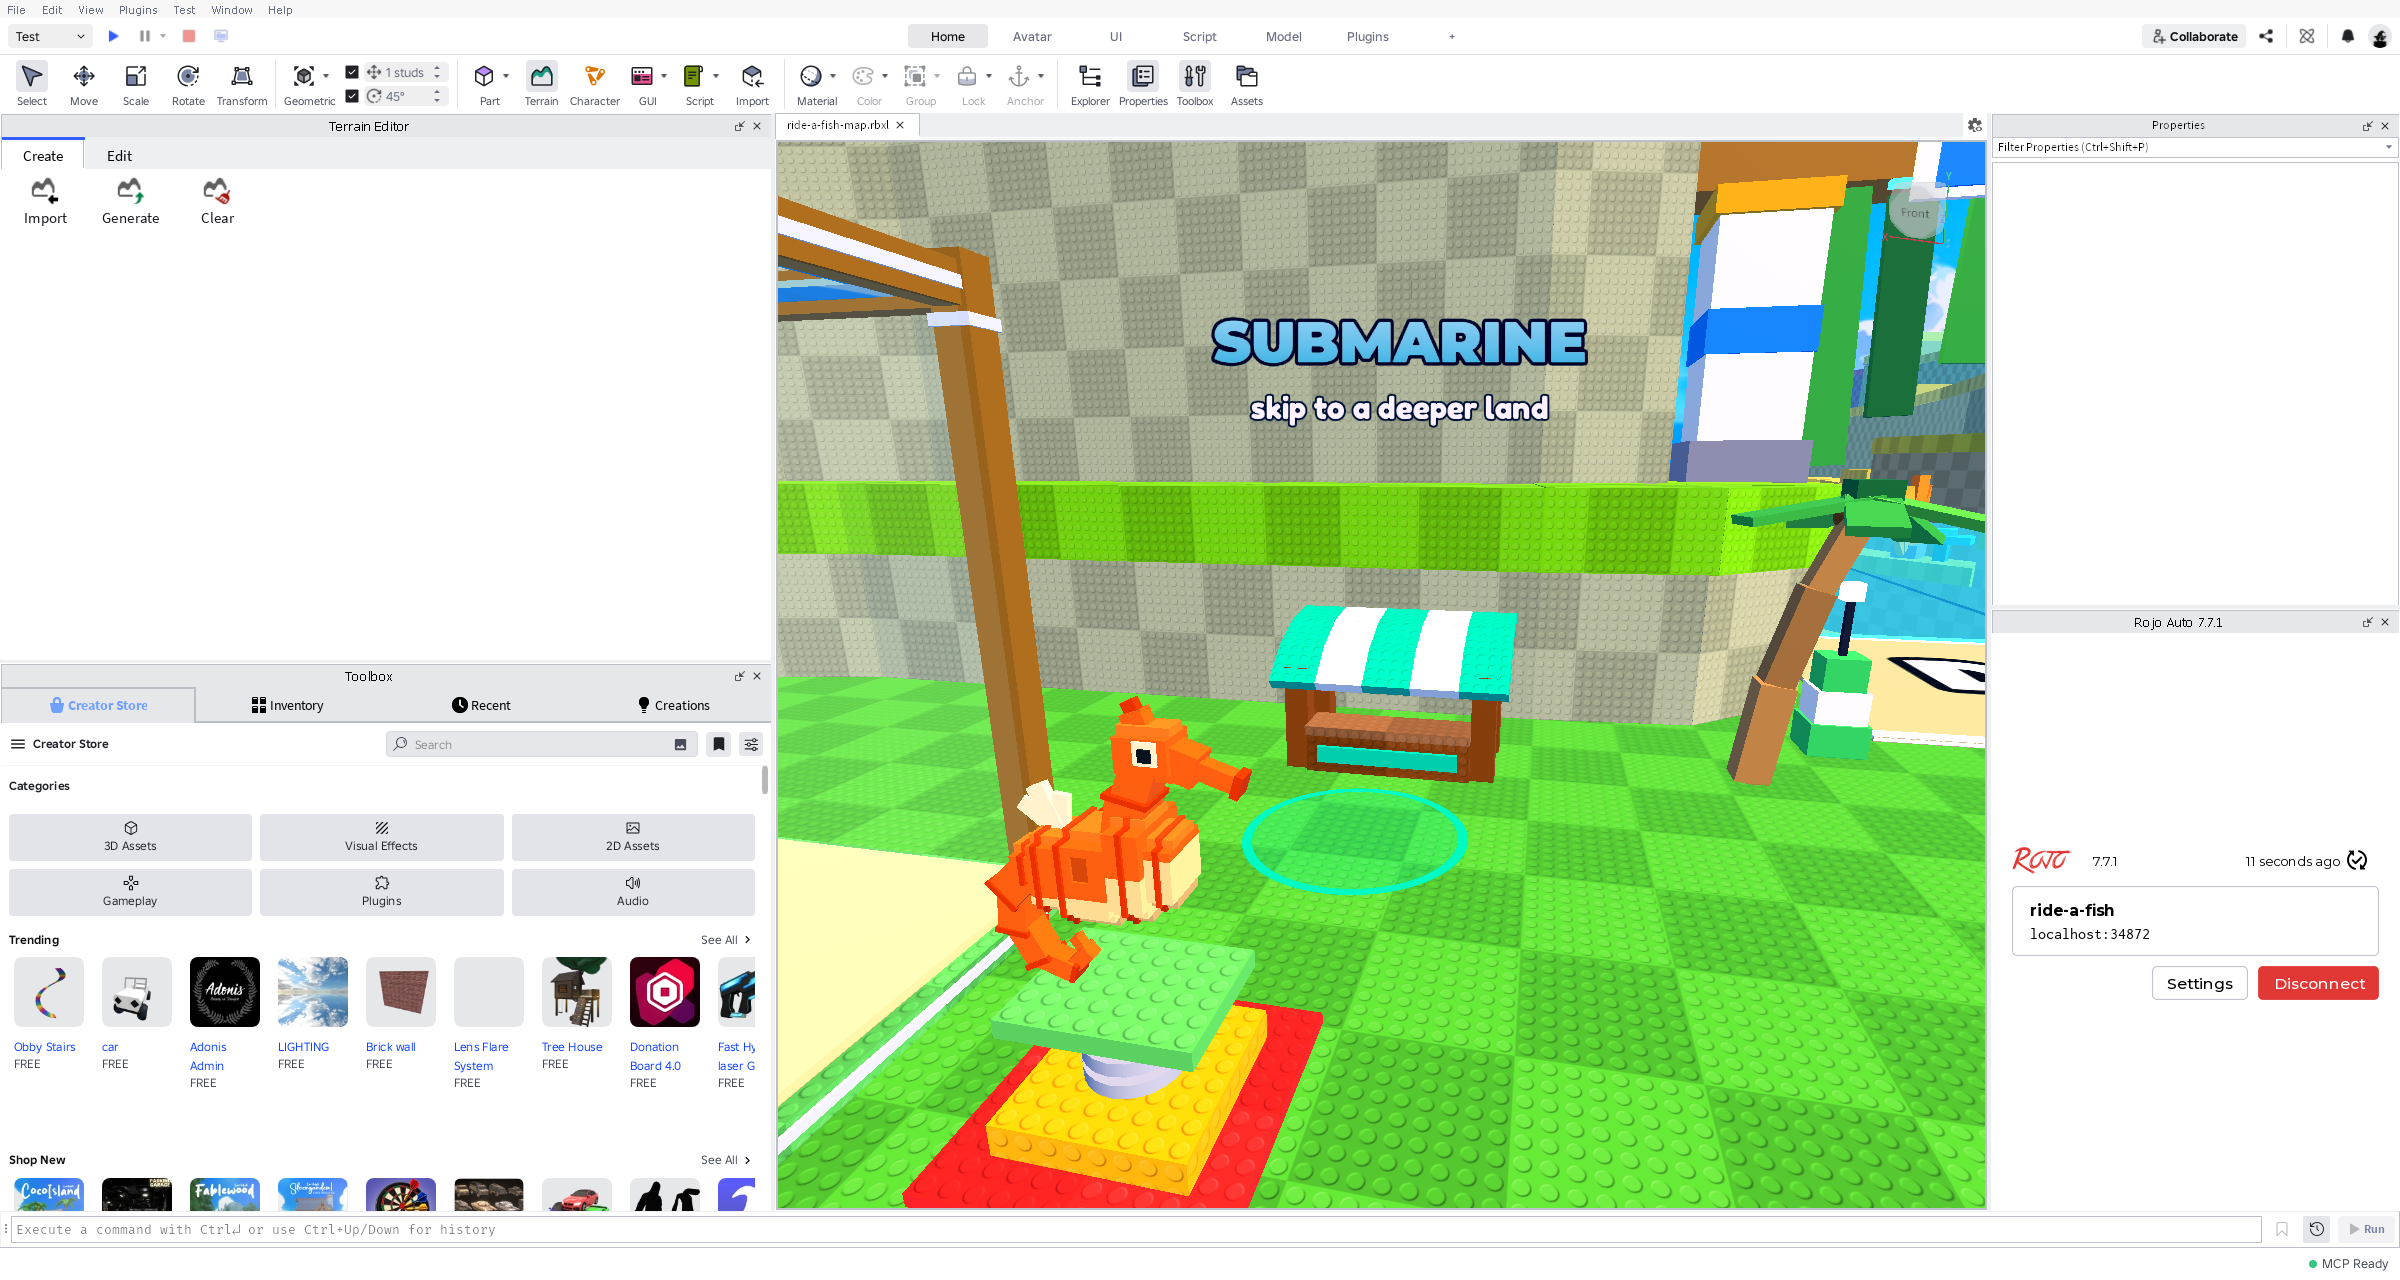 File Edit View Plugins Test Window Help
Test
Home Avatar UI Script Model Plugins +
Collaborate
1 studs
45°
Select Move Scale Rotate Transform Geometric Part Terrain Character GUI Script Import Material Color Group Lock Anchor Explorer Properties Toolbox Assets
Terrain Editor
Create Edit
Import Generate Clear
Toolbox
Creator Store Inventory Recent Creations
Creator Store
Search
Categories
3D Assets Visual Effects 2D Assets
Gameplay Plugins Audio
Trending See All
Adonis
Obby Stairs
FREE
car
FREE
Adonis
Admin
FREE
LIGHTING
FREE
Brick wall
FREE
Lens Flare
System
FREE
Tree House
FREE
Donation
Board 4.0
FREE
Fast Hy
laser G
FREE
Shop New See All
CocoIsland
Fablewood
ride-a-fish-map.rbxl
Front
Y
X
SUBMARINE
skip to a deeper land
Properties
Filter Properties (Ctrl+Shift+P)
Rojo Auto 7.7.1
ROJO 7.7.1 11 seconds ago
ride-a-fish
localhost:34872
Settings Disconnect
Execute a command with Ctrl↵ or use Ctrl+Up/Down for history
Run
MCP Ready